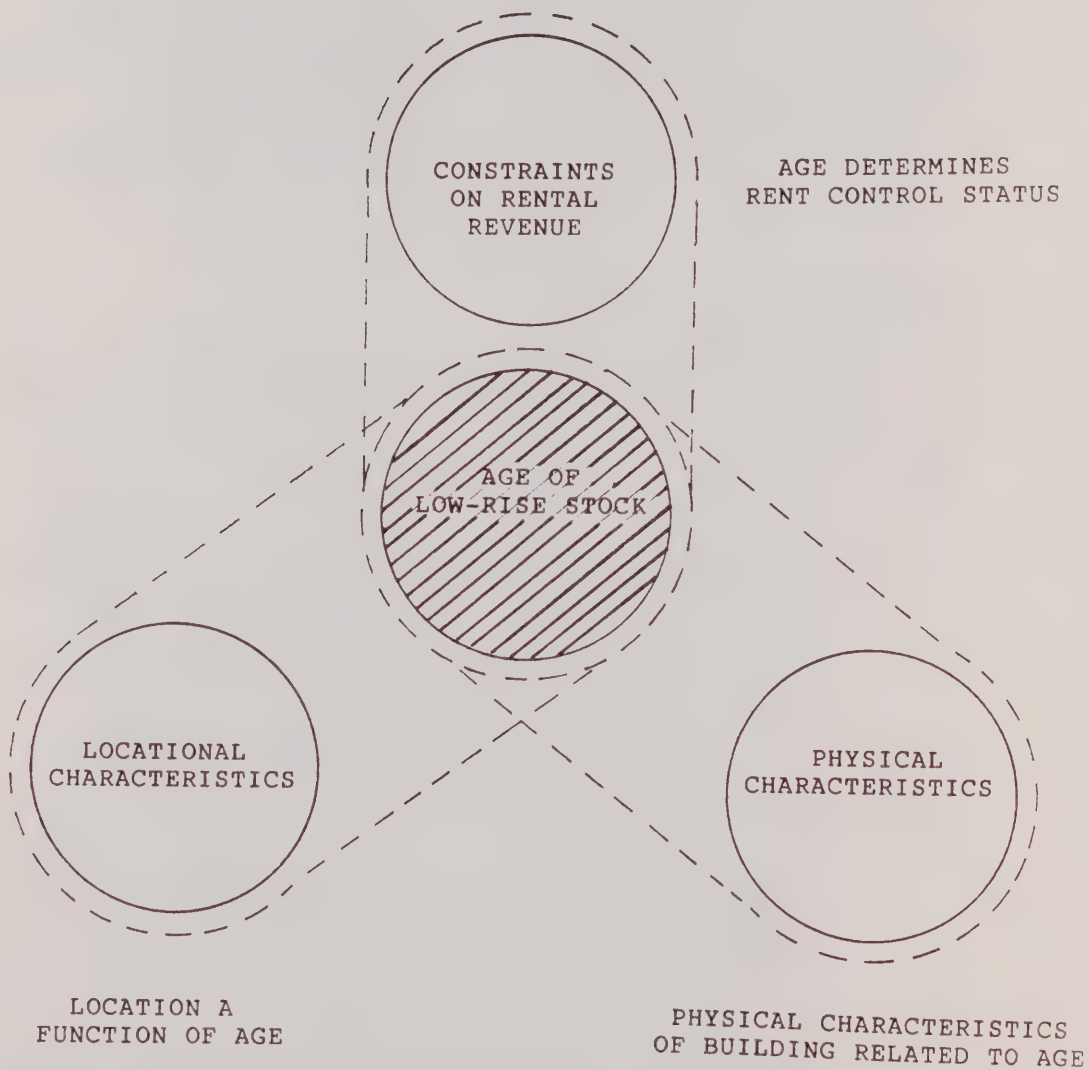 CONSTRAINTS
ON RENTAL
REVENUE
AGE DETERMINES
RENT CONTROL STATUS
AGE OF
LOW-RISE STOCK
LOCATIONAL
CHARACTERISTICS
PHYSICAL
CHARACTERISTICS
LOCATION A
FUNCTION OF AGE
PHYSICAL CHARACTERISTICS
OF BUILDING RELATED TO AGE